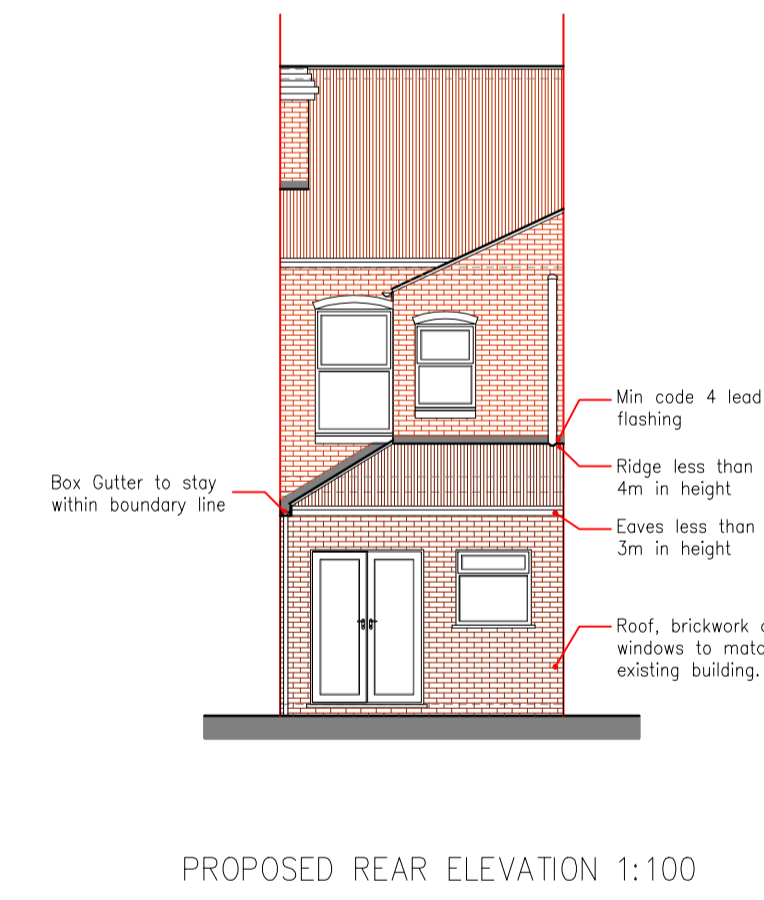 Min code 4 lead
flashing
Ridge less than
4m in height
Box Gutter to stay
within boundary line
Eaves less than
3m in height
Roof, brickwork
windows to
existing building.
PROPOSED REAR ELEVATION 1:100